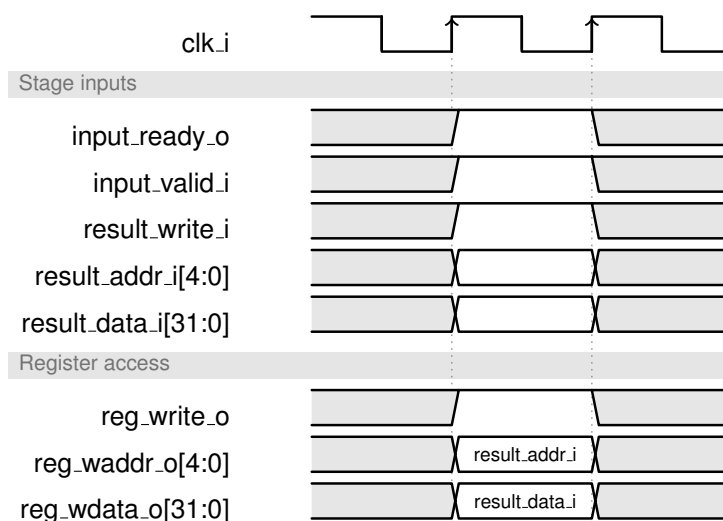 clk_i
Stage inputs
input_ready_o
input_valid_i
result_write_i
result_addr_i[4:0]
result_data_i[31:0]
Register access
reg_write_o
reg_waddr_o[4:0] result_addr_i
reg_wdata_o[31:0] result_data_i